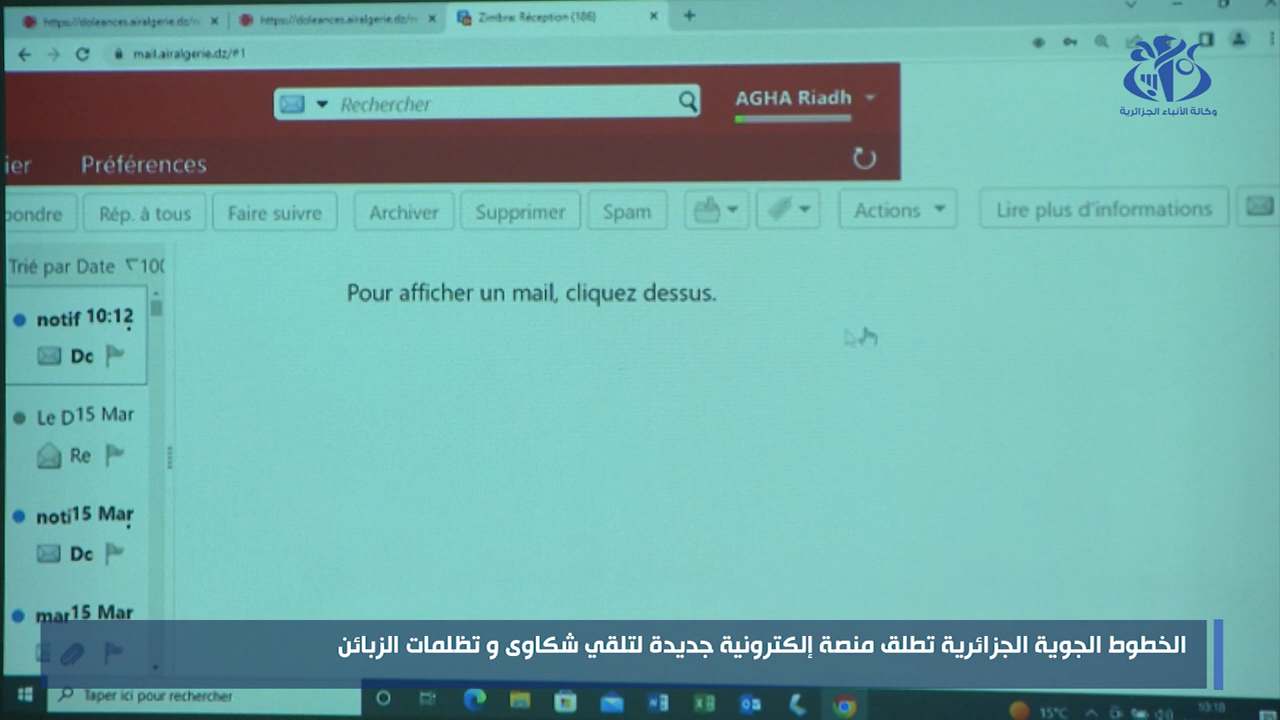 https://doleances.airalgerie.dz/
https://doleances.airalgerie.dz/
Zimbra: Réception (186)
mail.airalgerie.dz/#1
Rechercher
AGHA Riadh
ier
Préférences
وكالة الأنباء الجزائرية
pondre
Rép. à tous
Faire suivre
Archiver
Supprimer
Spam
Actions
Lire plus d'informations
Trié par Date
100
Pour afficher un mail, cliquez dessus.
notif 10:12
Dc
Le D 15 Mar
Re
noti 15 Mar
Dc
mar 15 Mar
الخطوط الجوية الجزائرية تطلق منصة إلكترونية جديدة لتلقي شكاوى و تظلمات الزبائن
Taper ici pour rechercher
15°C
10:18